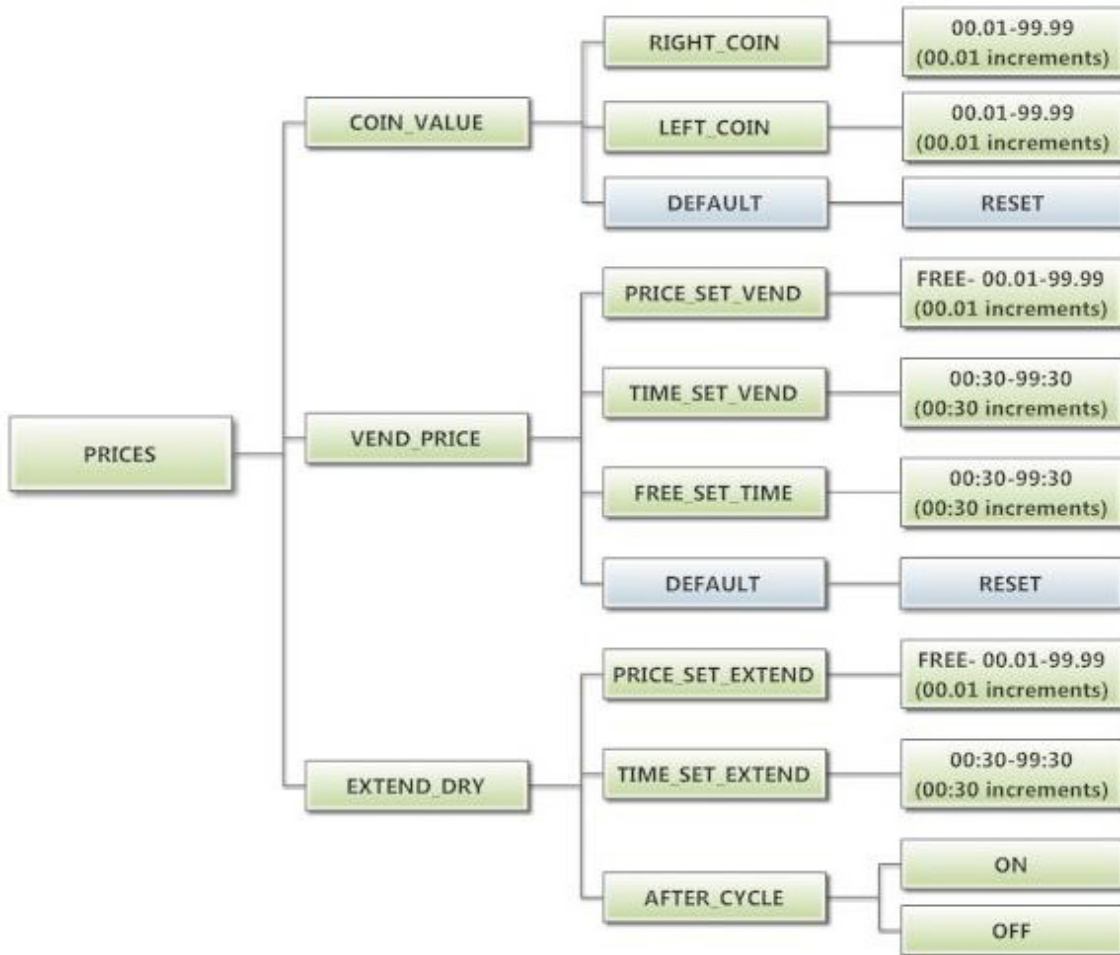 PRICES
COIN_VALUE
RIGHT_COIN
00.01-99.99
(00.01 increments)
LEFT_COIN
00.01-99.99
(00.01 increments)
DEFAULT
RESET
VEND_PRICE
PRICE_SET_VEND
FREE- 00.01-99.99
(00.01 increments)
TIME_SET_VEND
00:30-99:30
(00:30 increments)
FREE_SET_TIME
00:30-99:30
(00:30 increments)
DEFAULT
RESET
EXTEND_DRY
PRICE_SET_EXTEND
FREE- 00.01-99.99
(00.01 increments)
TIME_SET_EXTEND
00:30-99:30
(00:30 increments)
AFTER_CYCLE
ON
OFF